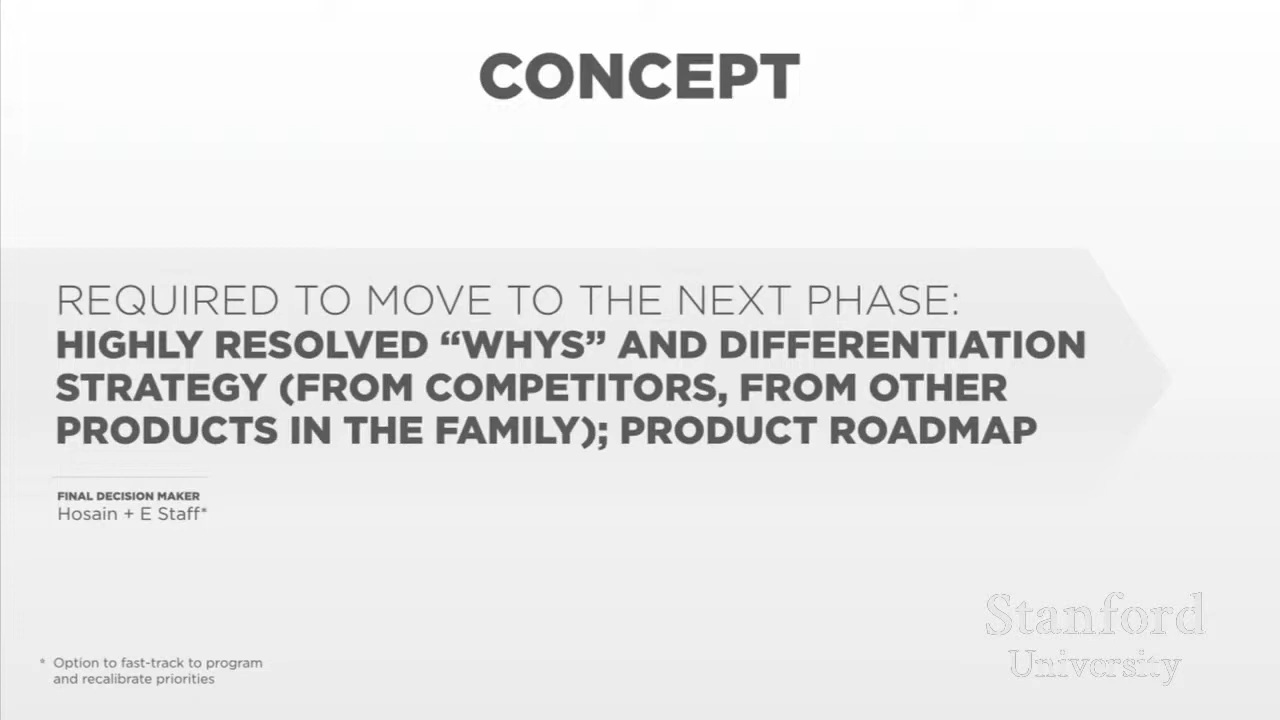 CONCEPT
REQUIRED TO MOVE TO THE NEXT PHASE:
HIGHLY RESOLVED “WHYS” AND DIFFERENTIATION
STRATEGY (FROM COMPETITORS, FROM OTHER
PRODUCTS IN THE FAMILY); PRODUCT ROADMAP
FINAL DECISION MAKER
Hosain + E Staff*
* Option to fast-track to program
and recalibrate priorities
Stanford
University